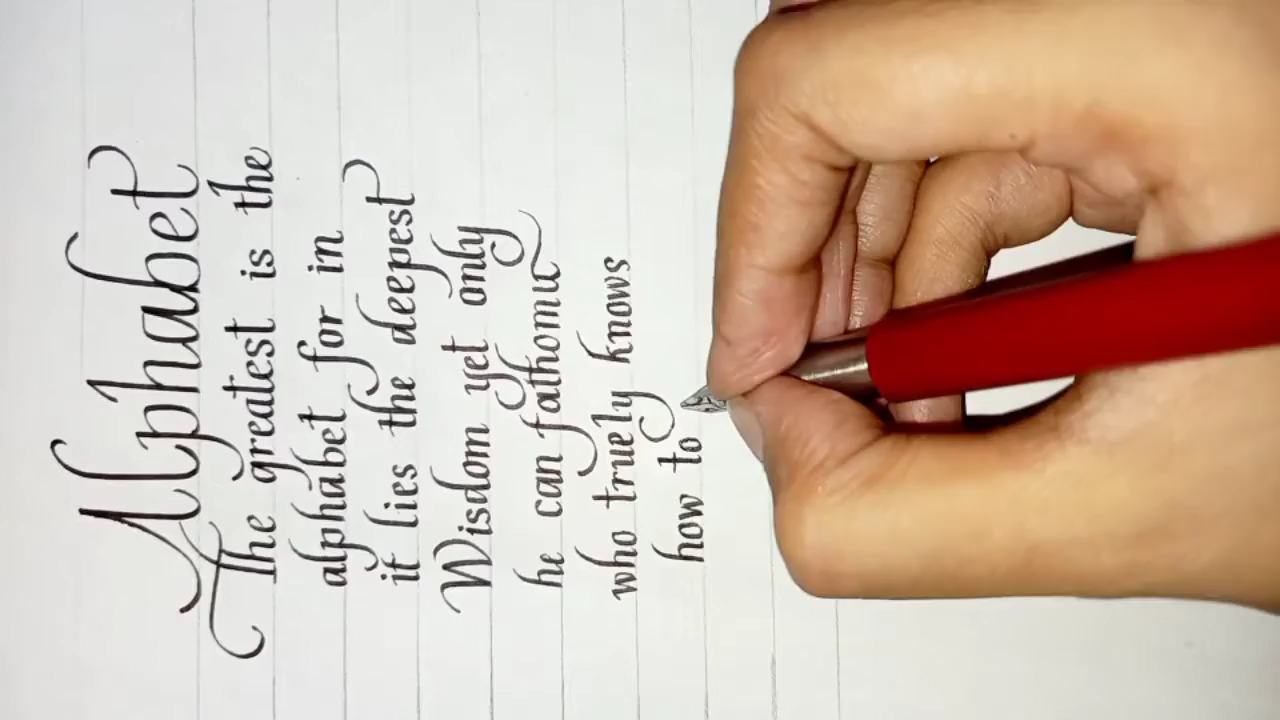 Alphabet
The greatest is the
alphabet for in
it lies the deepest
Wisdom yet only
he can fathom
who truely knows
how to